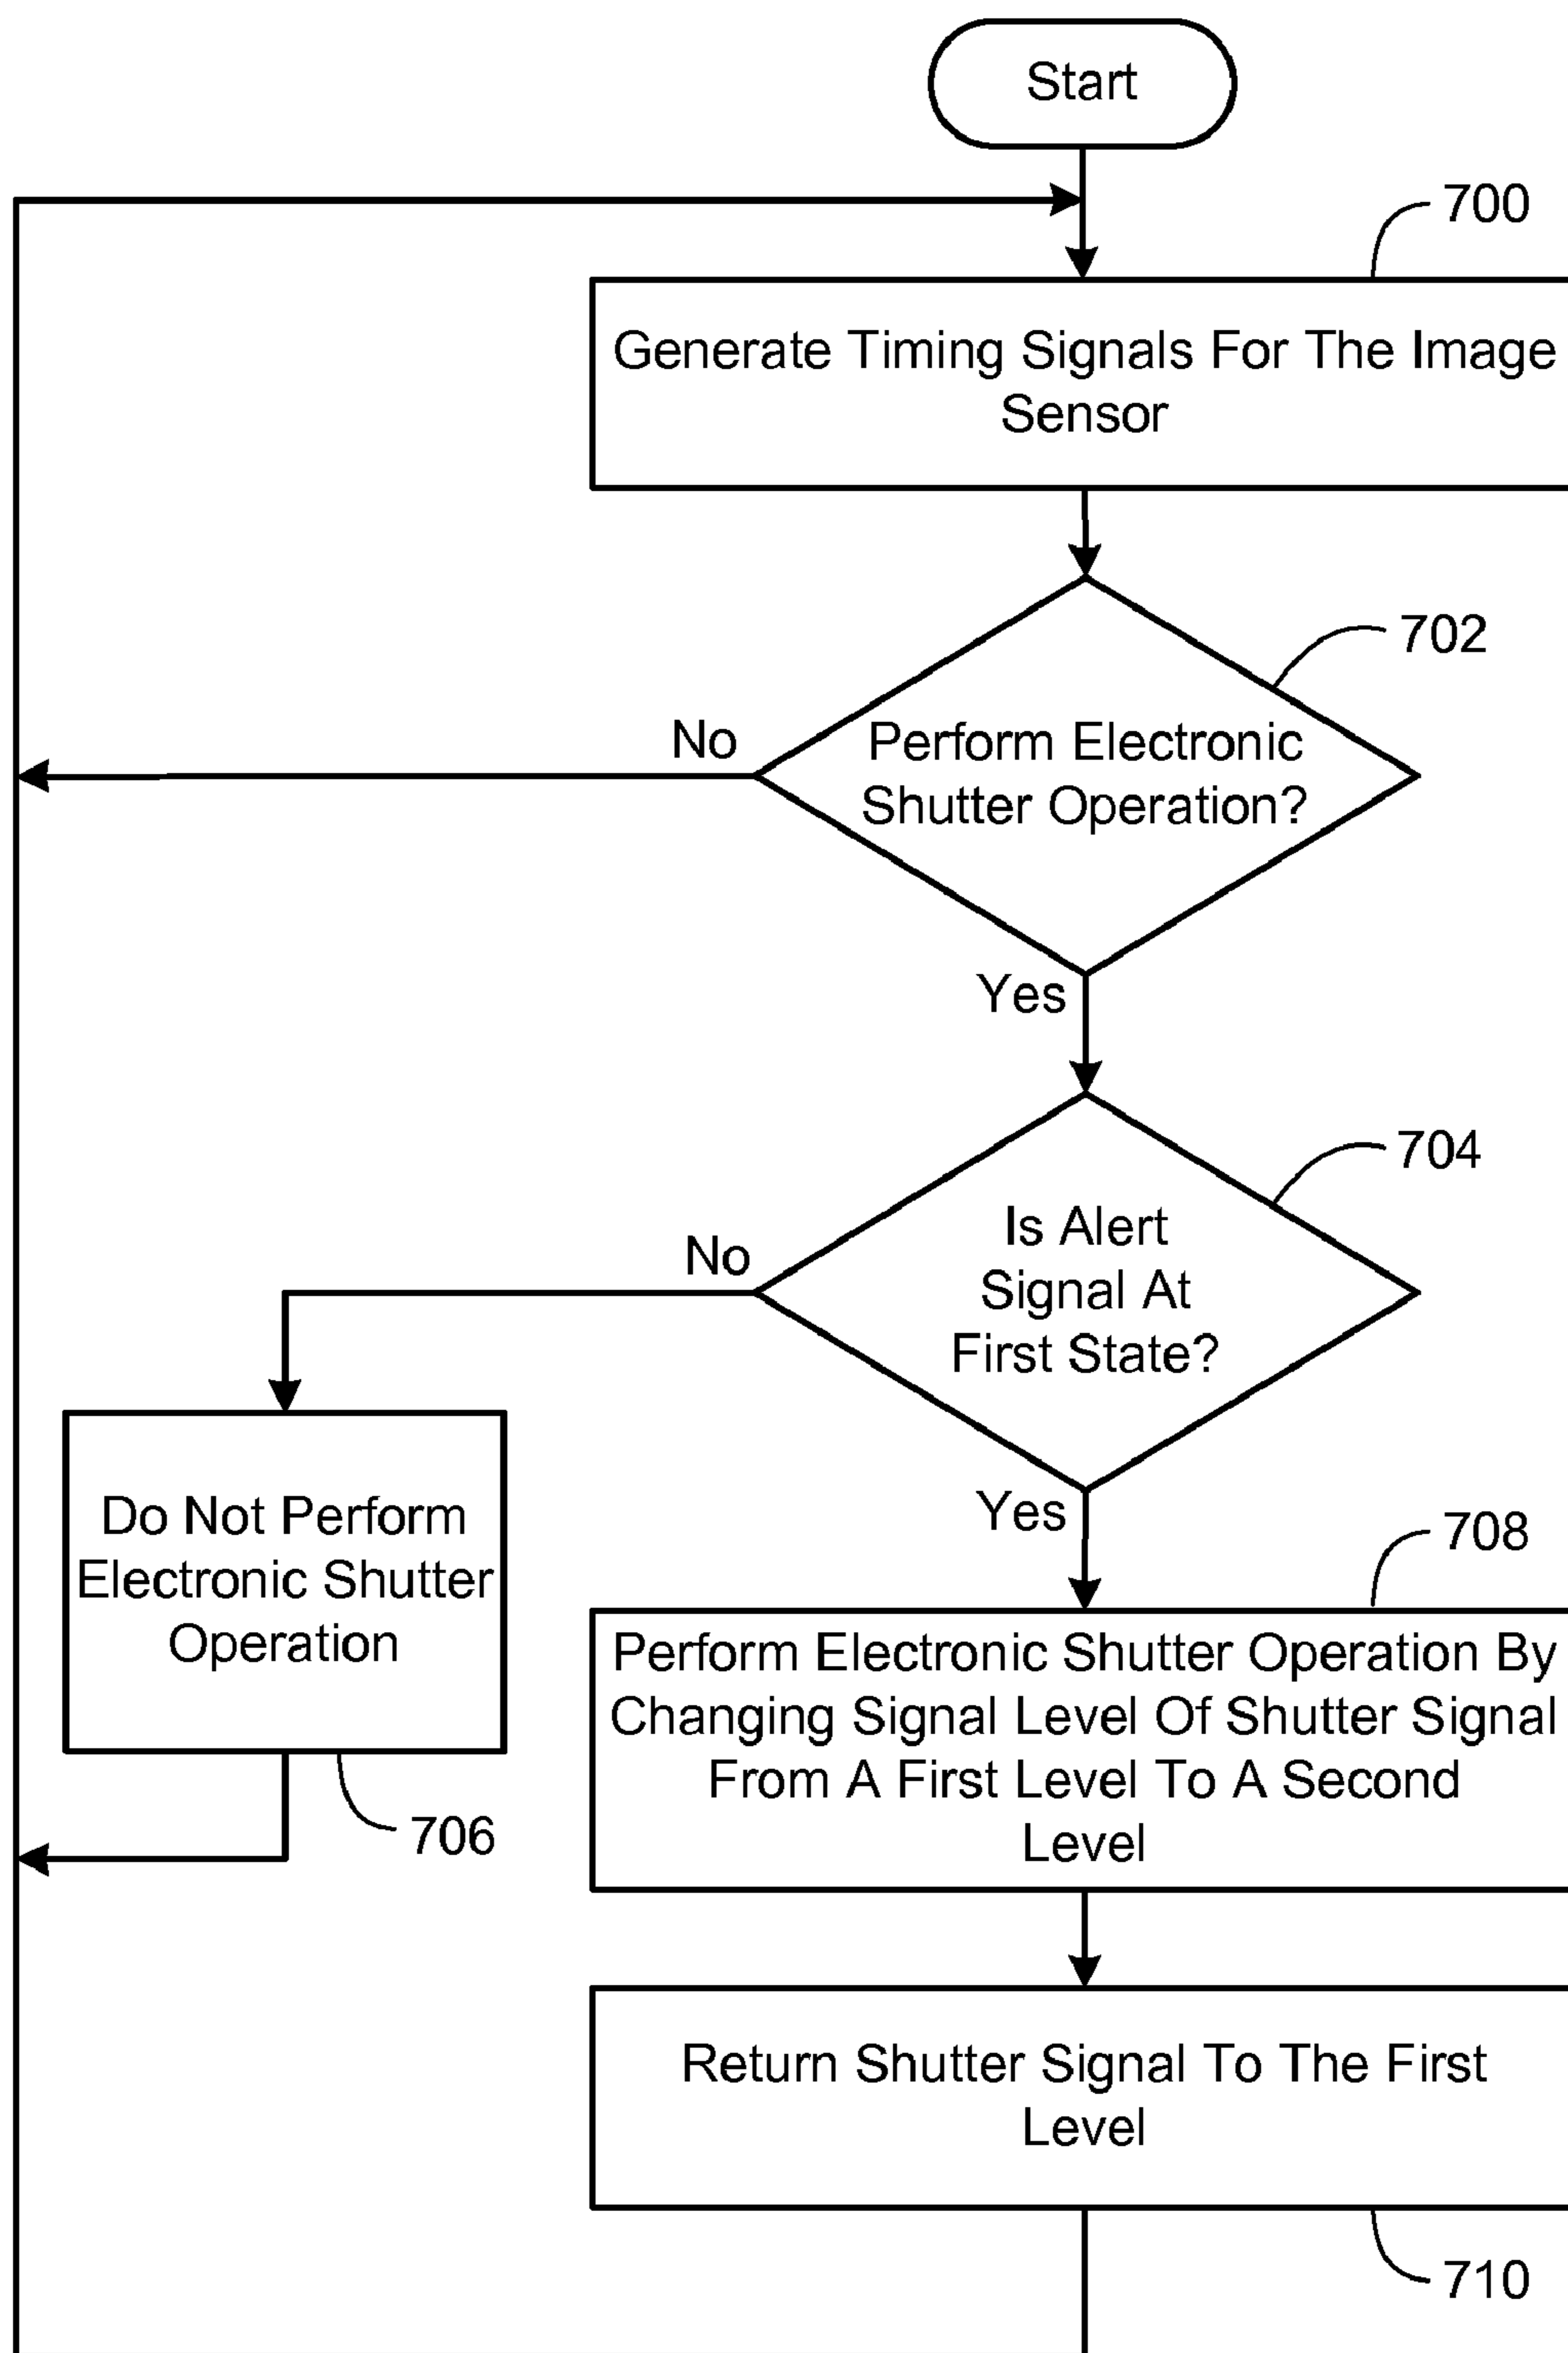 Start
700
Generate Timing Signals For The Image
Sensor
702
No
Perform Electronic
Shutter Operation?
Yes
704
No
Is Alert
Signal At
First State?
Yes
Do Not Perform
Electronic Shutter
Operation
706
708
Perform Electronic Shutter Operation By
Changing Signal Level Of Shutter Signal
From A First Level To A Second
Level
Return Shutter Signal To The First
Level
710